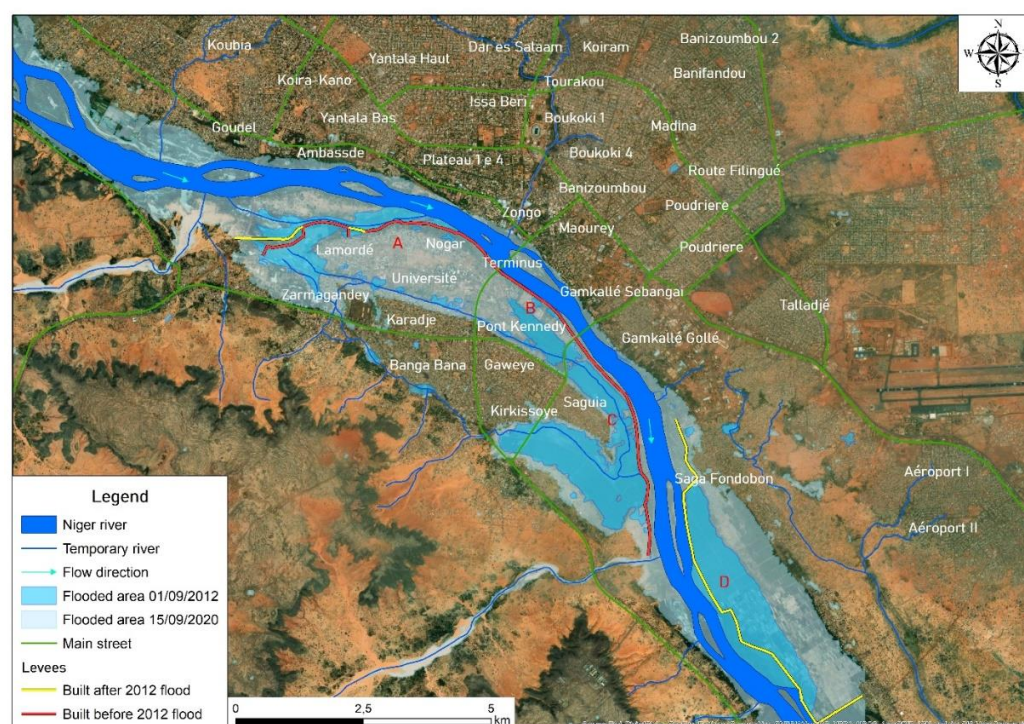 N
W E
S
Banizoumbou 2
Koubia
Dar es Salaam
Koiram
Yantala Haut
Koira-Kano
Tourakou
Banifandou
Issa Beri
Yantala Bas
Boukoki 1
Goudel
Madina
Ambassde
Plateau 1 e 4
Boukoki 4
Route Filingué
Banizoumbou
Zongo
Poudriere
Maourey
Lamordé
A
Nogar
Poudriere
Terminus
Université
Zarmagandey
Gamkallé Sebangai
Talladjé
B
Karadje
Pont Kennedy
Gamkallé Gollé
Banga Bana
Gaweye
Saguia
Kirkissoye
C
Saga Fondobon
Aéroport I
Aéroport II
D
Legend
Niger river
Temporary river
Flow direction
Flooded area 01/09/2012
Flooded area 15/09/2020
Main street
Levees
Built after 2012 flood
Built before 2012 flood
0 2,5 5
km